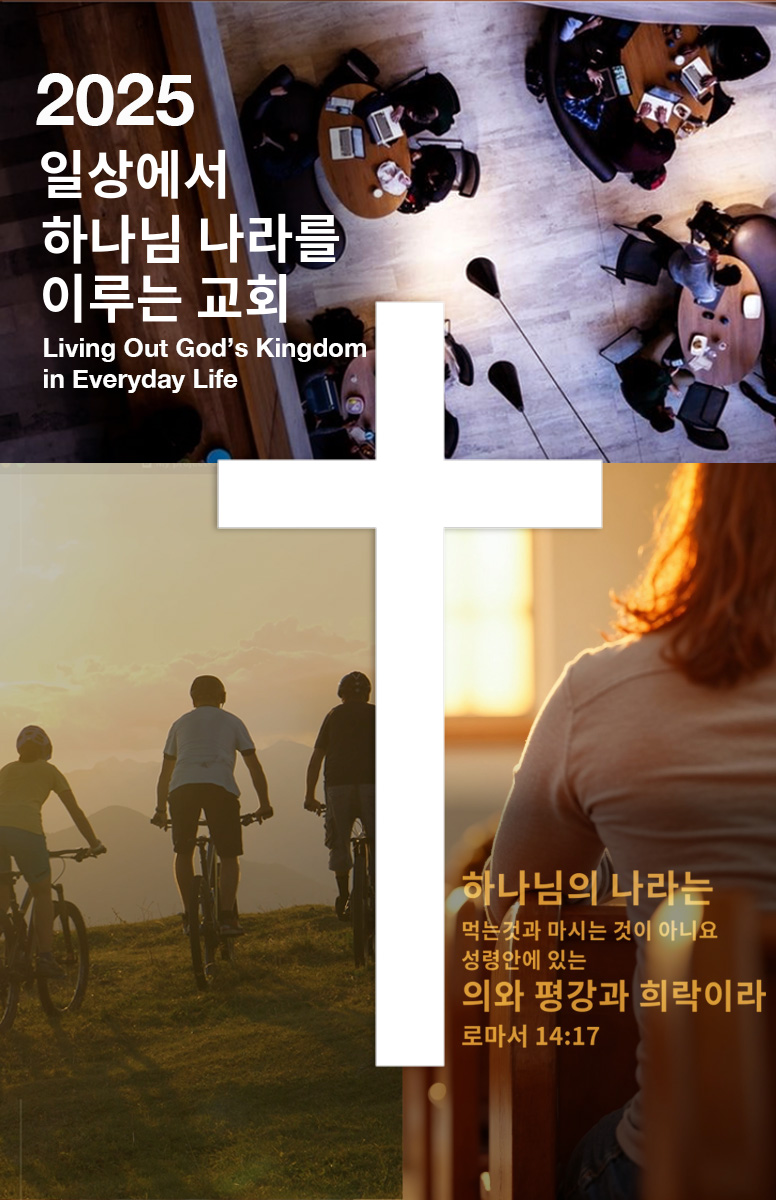 2025
일상에서
하나님 나라를
이루는 교회
Living Out God’s Kingdom
in Everyday Life
하나님의 나라는
먹는것과 마시는 것이 아니요
성령안에 있는
의와 평강과 희락이라
로마서 14:17